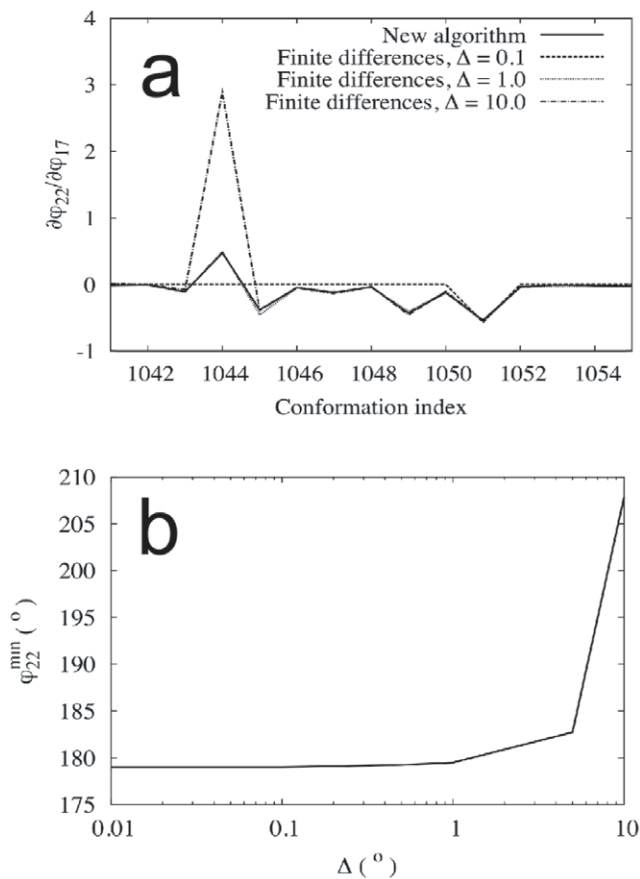 4
3
2
1
0
-1
a
New algorithm
Finite differences, Δ = 0.1
Finite differences, Δ = 1.0
Finite differences, Δ = 10.0
∂φ22/∂φ17
1042 1044 1046 1048 1050 1052 1054
Conformation index
210
205
200
195
190
185
180
175
b
φ22^min (°)
0.01 0.1 1 10
Δ (°)